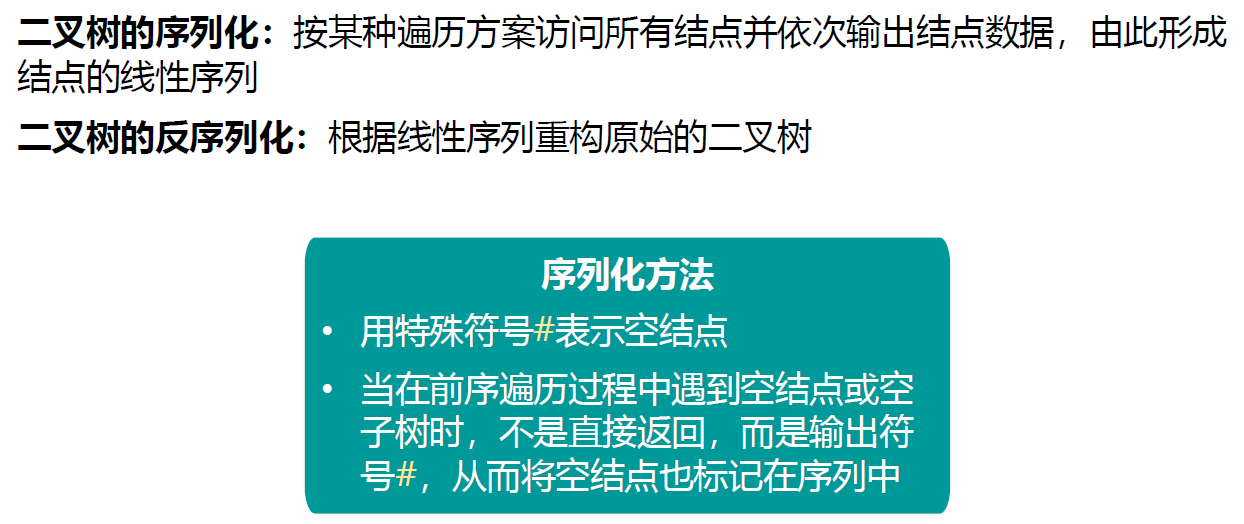 二叉树的序列化：按某种遍历方案访问所有结点并依次输出结点数据，由此形成
结点的线性序列
二叉树的反序列化：根据线性序列重构原始的二叉树
序列化方法
• 用特殊符号#表示空结点
• 当在前序遍历过程中遇到空结点或空
子树时，不是直接返回，而是输出符
号#，从而将空结点也标记在序列中